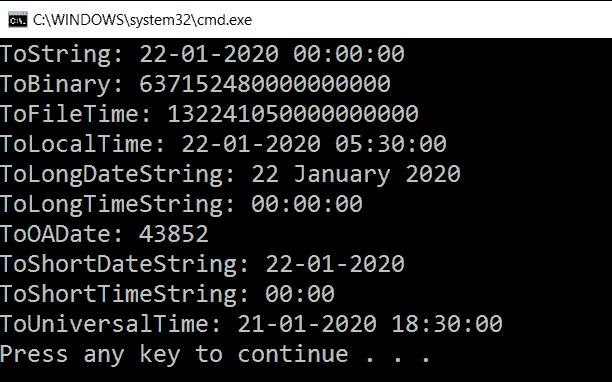 C:\WINDOWS\system32\cmd.exe
ToString: 22-01-2020 00:00:00
ToBinary: 637152480000000000
ToFileTime: 132241050000000000
ToLocalTime: 22-01-2020 05:30:00
ToLongDateString: 22 January 2020
ToLongTimeString: 00:00:00
ToOADate: 43852
ToShortDateString: 22-01-2020
ToShortTimeString: 00:00
ToUniversalTime: 21-01-2020 18:30:00
Press any key to continue . . .